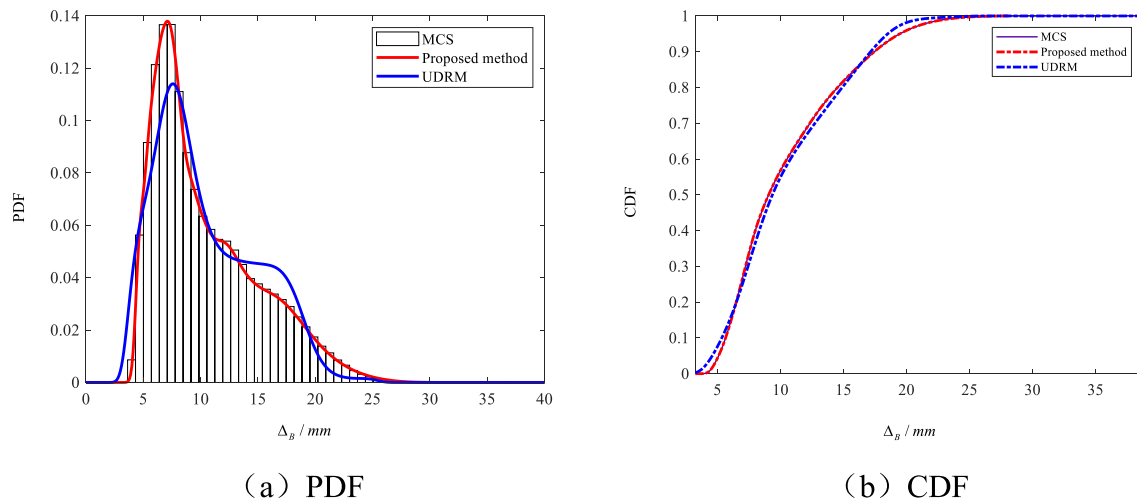 0.14
0.12
0.1
0.08
0.06
0.04
0.02
0
PDF
MCS
Proposed method
UDRM
0 5 10 15 20 25 30 35 40
Δ_B / mm
(a) PDF
1
0.9
0.8
0.7
0.6
0.5
0.4
0.3
0.2
0.1
0
CDF
MCS
Proposed method
UDRM
5 10 15 20 25 30 35
Δ_B / mm
(b) CDF